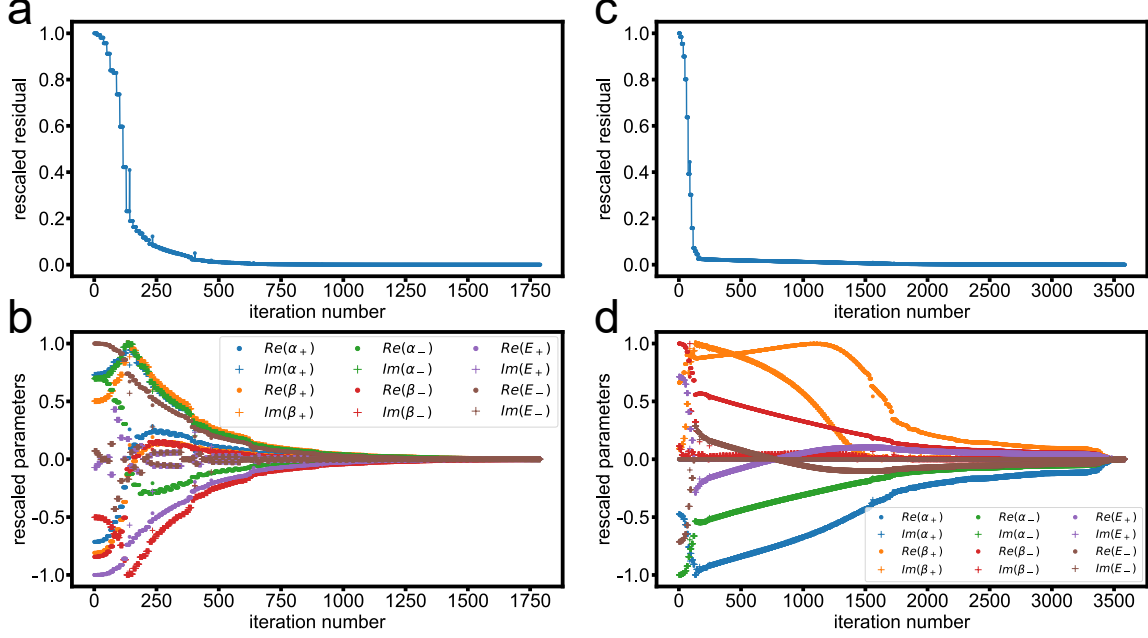 a
rescaled residual
1.0
0.8
0.6
0.4
0.2
0.0
0 250 500 750 1000 1250 1500 1750
iteration number
c
rescaled residual
1.0
0.8
0.6
0.4
0.2
0.0
0 500 1000 1500 2000 2500 3000 3500
iteration number
b
rescaled parameters
1.0
0.5
0.0
-0.5
-1.0
Re(α₊) Re(α₋) Re(E₊)
Im(α₊) Im(α₋) Im(E₊)
Re(β₊) Re(β₋) Re(E₋)
Im(β₊) Im(β₋) Im(E₋)
0 250 500 750 1000 1250 1500 1750
iteration number
d
rescaled parameters
1.0
0.5
0.0
-0.5
-1.0
Re(α₊) Re(α₋) Re(E₊)
Im(α₊) Im(α₋) Im(E₊)
Re(β₊) Re(β₋) Re(E₋)
Im(β₊) Im(β₋) Im(E₋)
0 500 1000 1500 2000 2500 3000 3500
iteration number